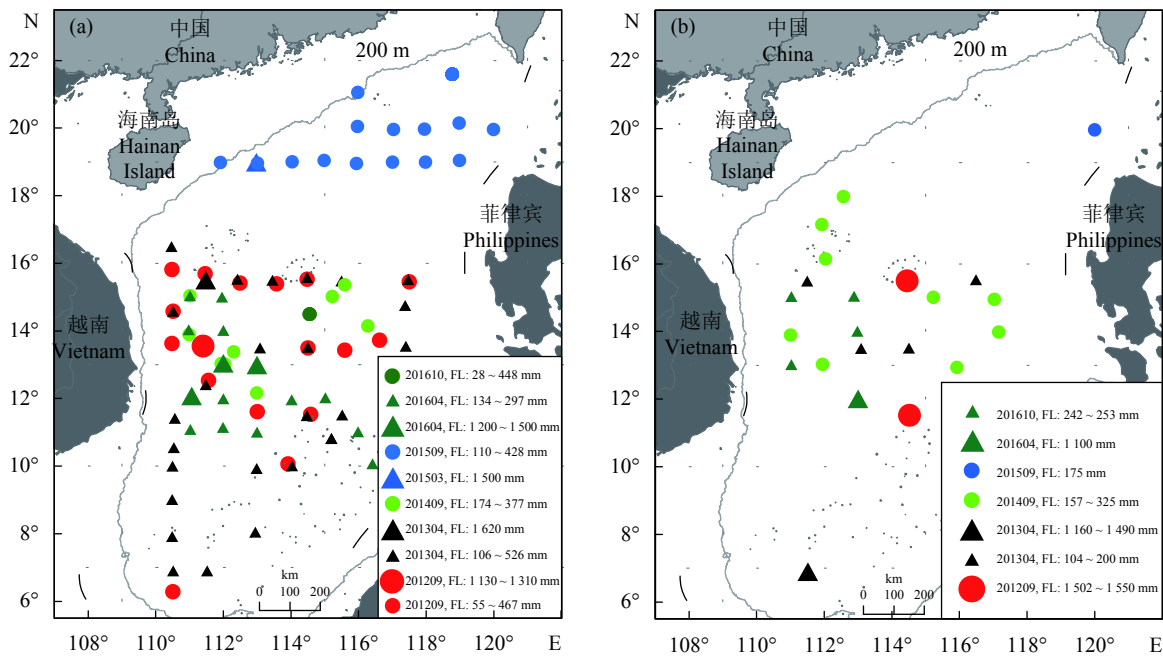 (a)
N
中国
China
200 m
22°
20°
18°
16°
14°
12°
10°
8°
6°
海南岛
Hainan
Island
菲律宾
Philippines
越南
Vietnam
km
0 100 200
201610, FL: 28 ~ 448 mm
201604, FL: 134 ~ 297 mm
201604, FL: 1 200 ~ 1 500 mm
201509, FL: 110 ~ 428 mm
201503, FL: 1 500 mm
201409, FL: 174 ~ 377 mm
201304, FL: 1 620 mm
201304, FL: 106 ~ 526 mm
201209, FL: 1 130 ~ 1 310 mm
201209, FL: 55 ~ 467 mm
108° 110° 112° 114° 116° 118° 120° E
(b)
N
中国
China
200 m
22°
20°
18°
16°
14°
12°
10°
8°
6°
海南岛
Hainan
Island
菲律宾
Philippines
越南
Vietnam
km
0 100 200
201610, FL: 242 ~ 253 mm
201604, FL: 1 100 mm
201509, FL: 175 mm
201409, FL: 157 ~ 325 mm
201304, FL: 1 160 ~ 1 490 mm
201304, FL: 104 ~ 200 mm
201209, FL: 1 502 ~ 1 550 mm
108° 110° 112° 114° 116° 118° 120° E